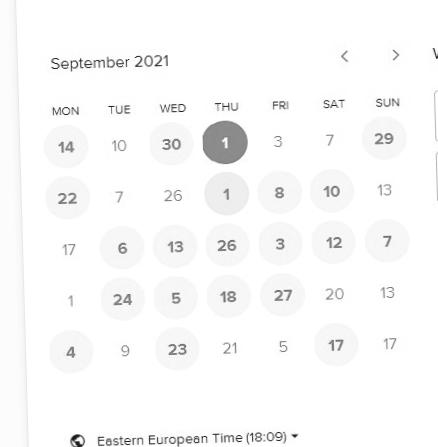 September 2021
MON TUE WED THU FRI SAT SUN
14 10 30 1 3 7 29
22 7 26 1 8 10 13
17 6 13 26 3 12 7
1 24 5 18 27 20 13
4 9 23 21 5 17 17
Eastern European Time (18:09)